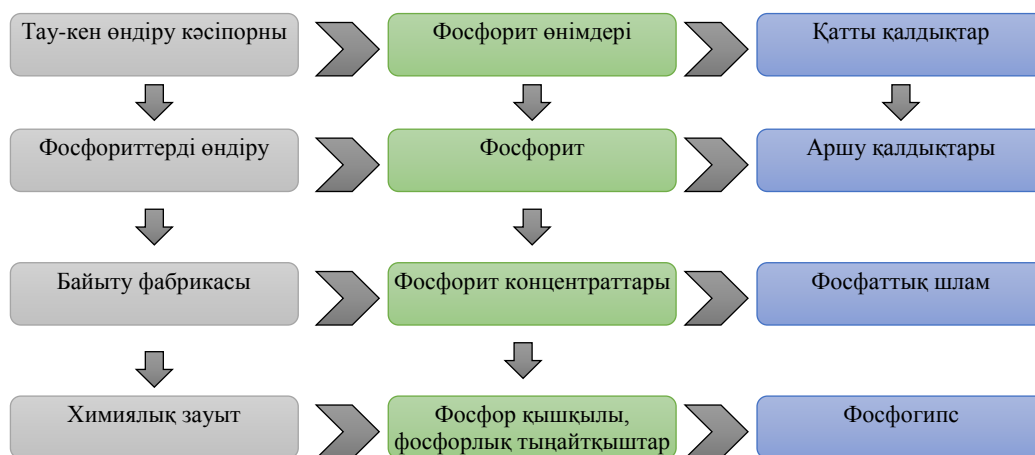 Тау-кен өндіру кәсіпорны
Фосфорит өнімдері
Қатты қалдықтар
Фосфориттерді өндіру
Фосфорит
Аршу қалдықтары
Байыту фабрикасы
Фосфорит концентраттары
Фосфаттық шлам
Химиялық зауыт
Фосфор қышқылы,
фосфорлық тыңайтқыштар
Фосфогипс